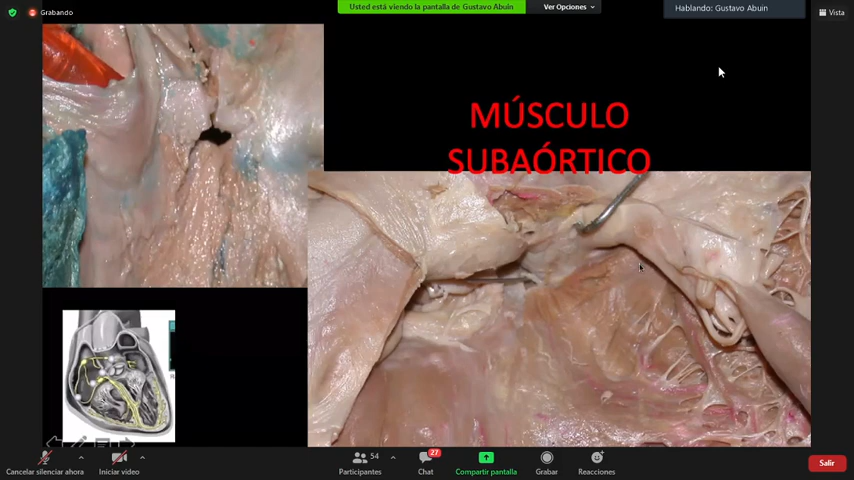 Grabando
Usted está viendo la pantalla de Gustavo Abuin
Ver Opciones
Hablando: Gustavo Abuin
Vista
MÚSCULO
SUBAÓRTICO
Cancelar silenciar ahora
Iniciar video
54
Participantes
27
Chat
Compartir pantalla
Grabar
Reacciones
Salir